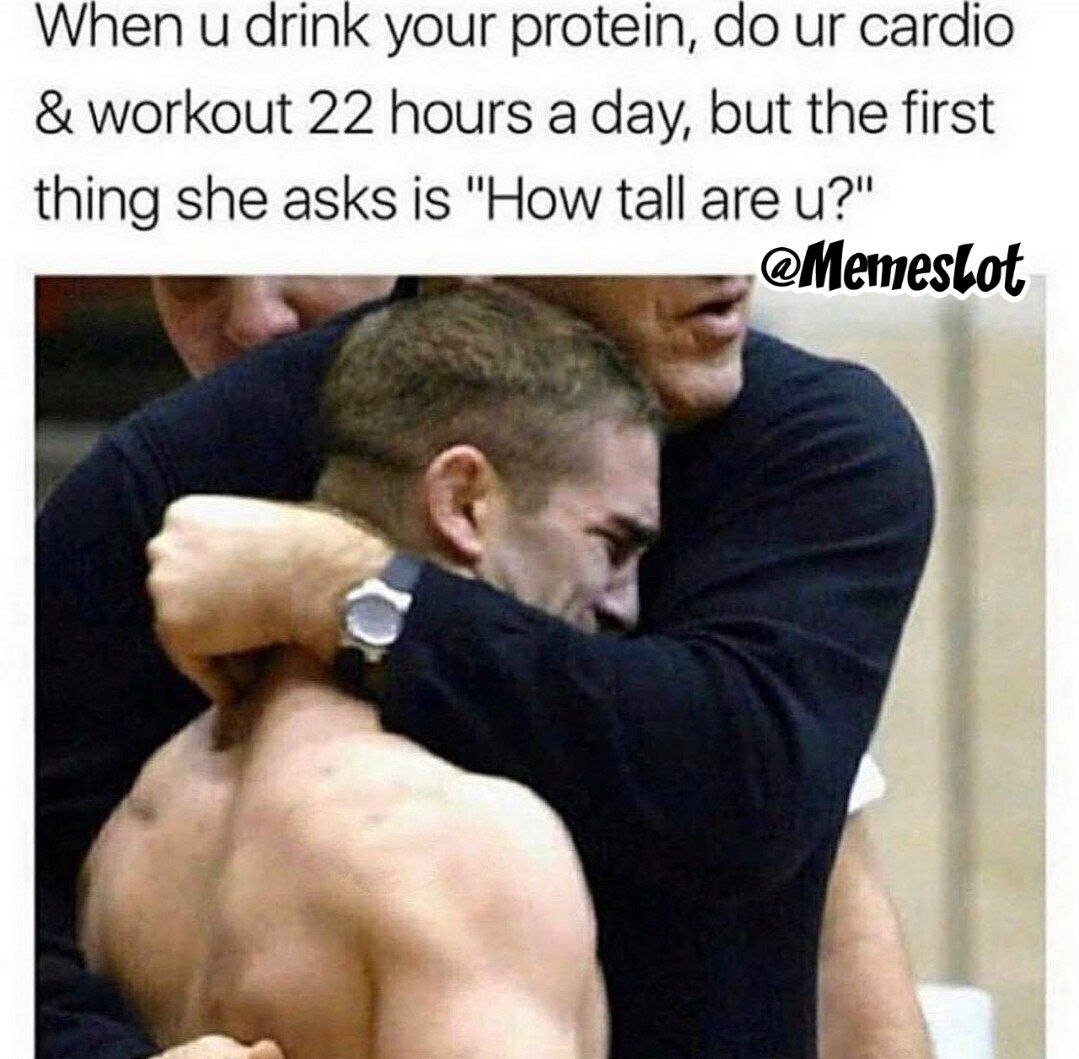 When u drink your protein, do ur cardio
& workout 22 hours a day, but the first
thing she asks is "How tall are u?"
@MemesLot